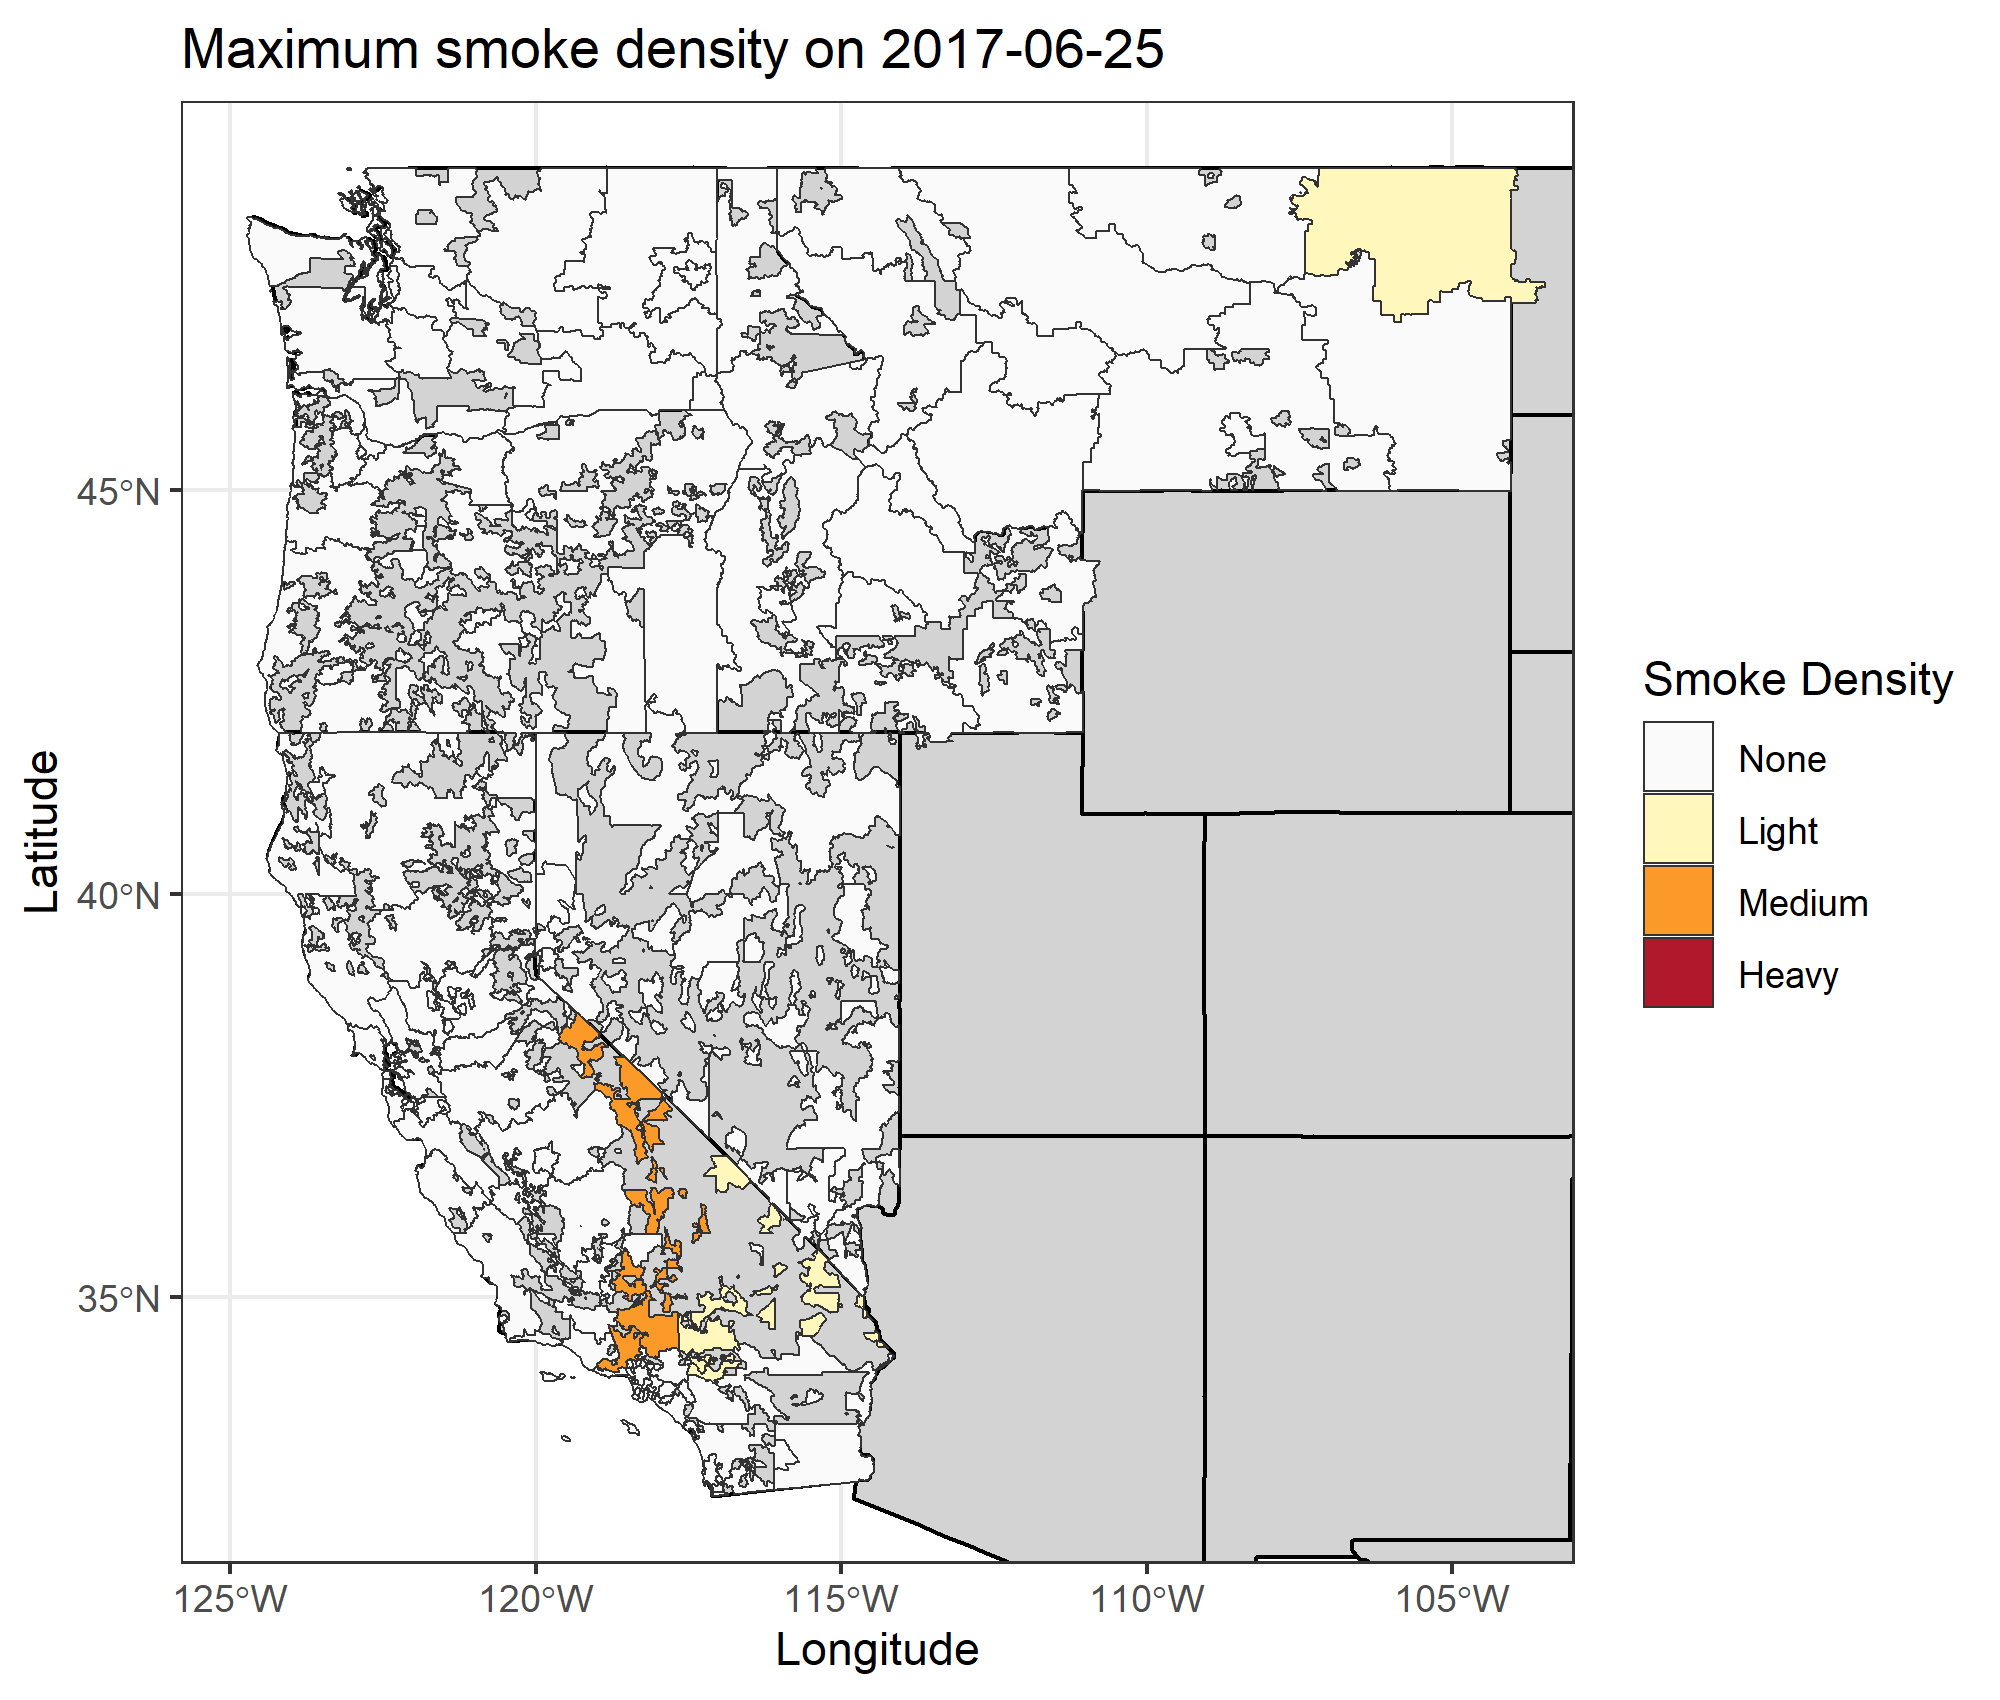 Maximum smoke density on 2017-06-25
Latitude
45°N
40°N
35°N
125°W
120°W
115°W
110°W
105°W
Longitude
Smoke Density
None
Light
Medium
Heavy